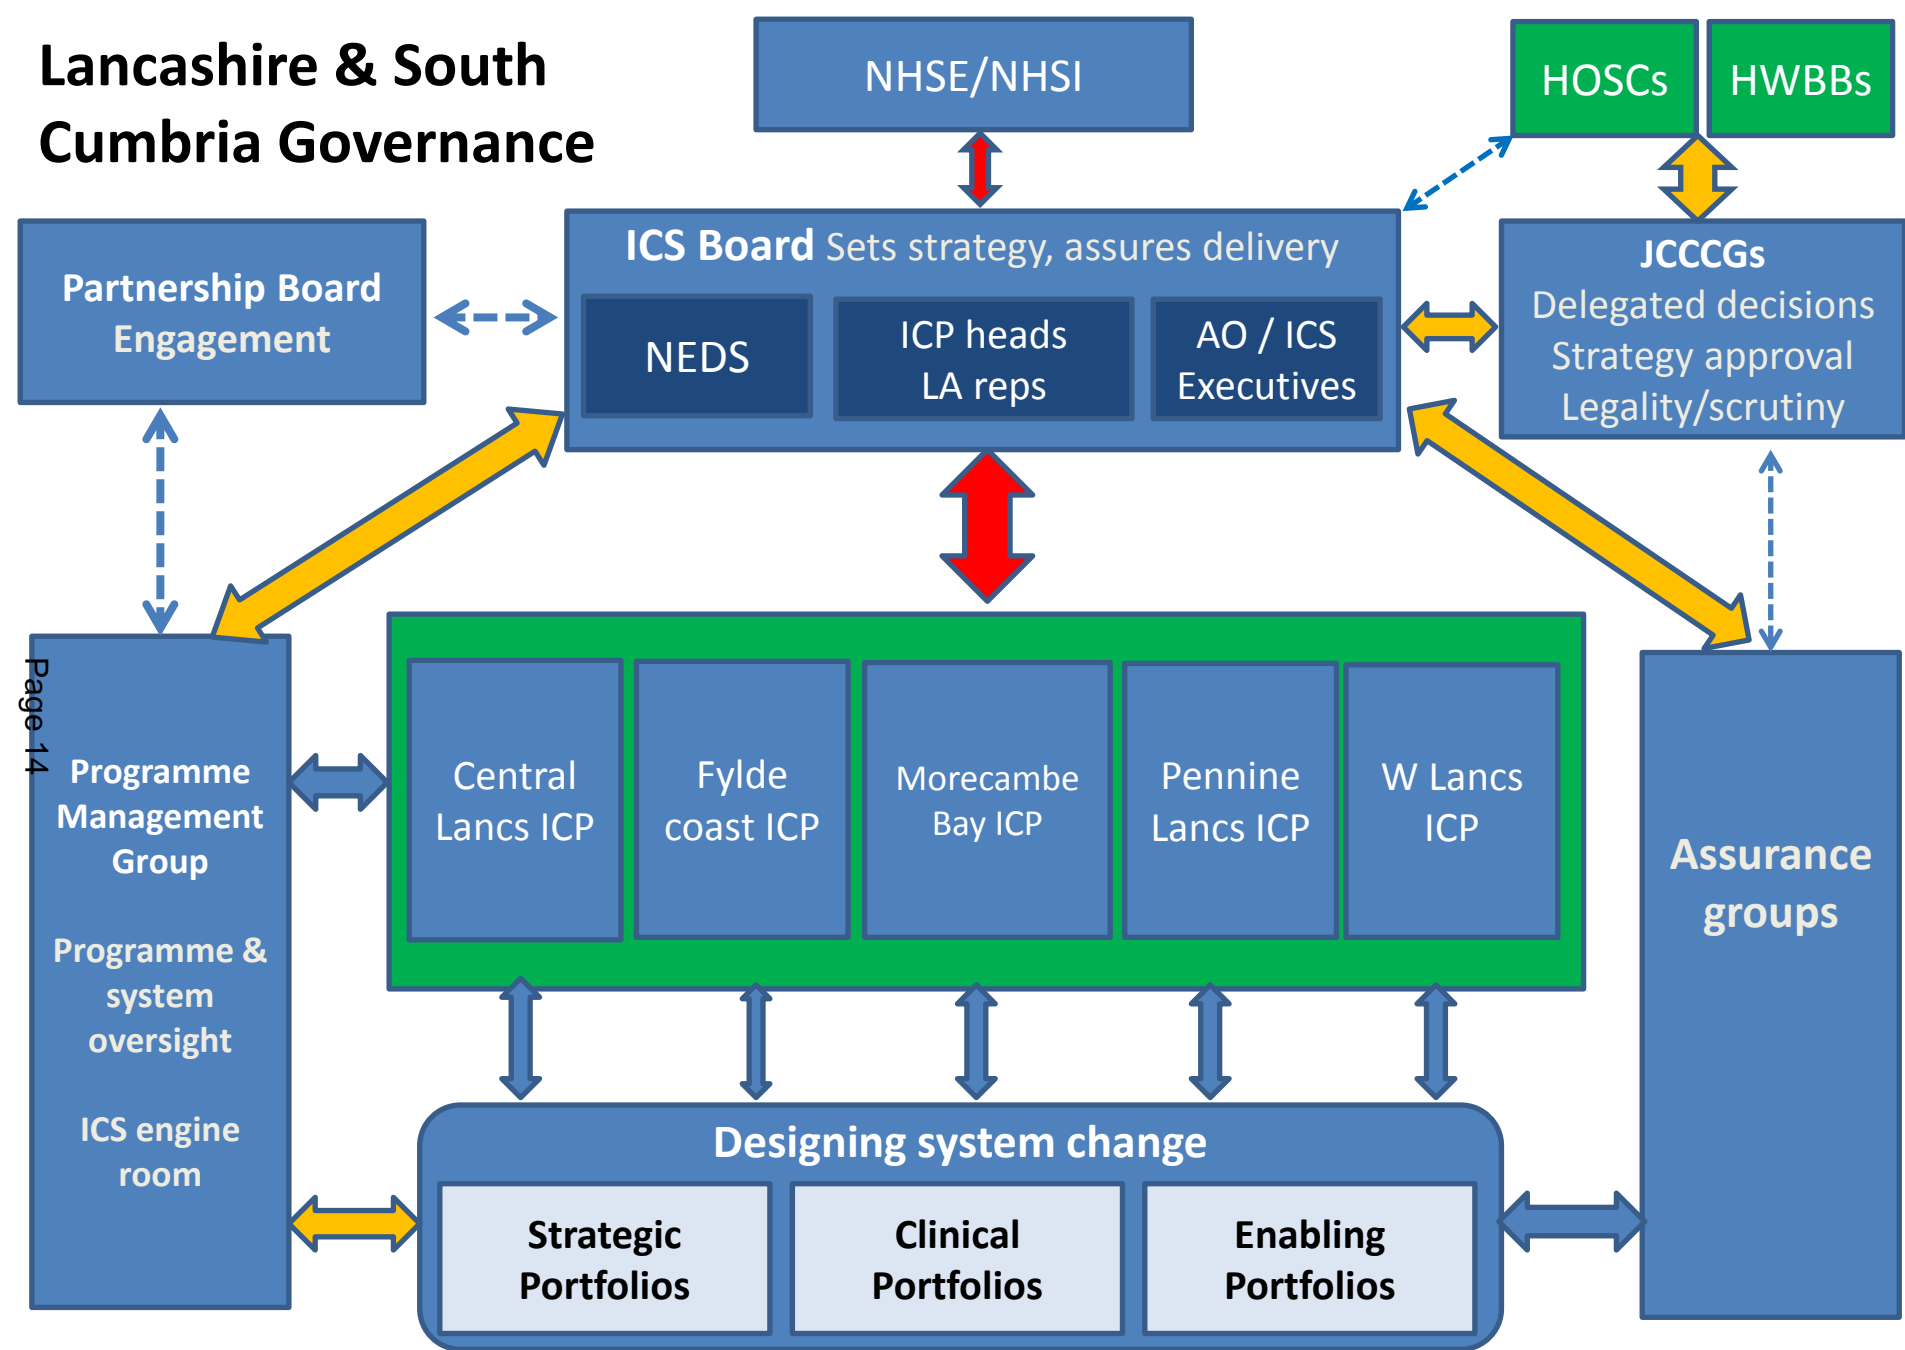 Lancashire & South
Cumbria Governance
NHSE/NHSI
HOSCs
HWBBs
Partnership Board
Engagement
ICS Board Sets strategy, assures delivery
NEDS
ICP heads
LA reps
AO / ICS
Executives
JCCCGs
Delegated decisions
Strategy approval
Legality/scrutiny
Page 14
Programme
Management
Group
Programme &
system
oversight
ICS engine
room
Central
Lancs ICP
Fylde
coast ICP
Morecambe
Bay ICP
Pennine
Lancs ICP
W Lancs
ICP
Assurance
groups
Designing system change
Strategic
Portfolios
Clinical
Portfolios
Enabling
Portfolios